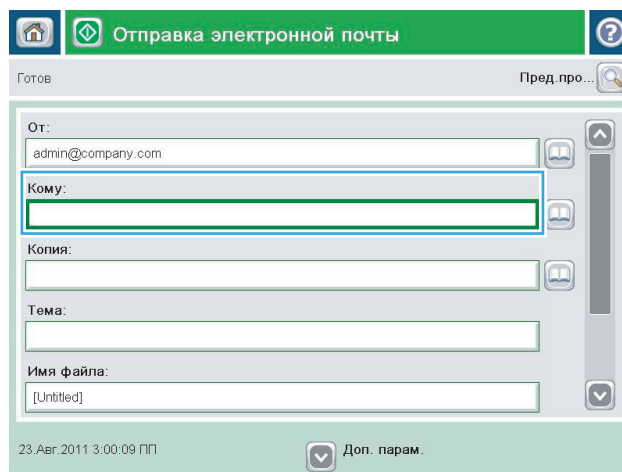 Отправка электронной почты
?
Готов
Пред.про...
От:
admin@company.com
Кому:
Копия:
Тема:
Имя файла:
[Untitled]
23.Авг.2011 3:00:09 ПП
Доп. парам.